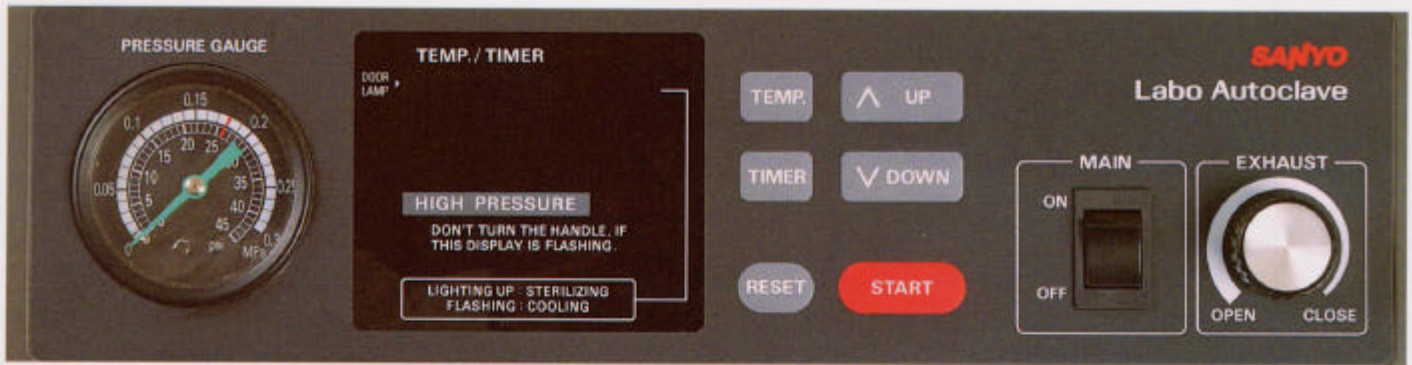 PRESSURE GAUGE
0
0.05
0.1
0.15
0.2
0.25
0.3
MPa
0
5
10
15
20
25
30
35
40
45
psi
TEMP./ TIMER
DOOR
LAMP
HIGH PRESSURE
DON'T TURN THE HANDLE, IF
THIS DISPLAY IS FLASHING.
LIGHTING UP : STERILIZING
FLASHING : COOLING
TEMP.
UP
TIMER
DOWN
RESET
START
SANYO
Labo Autoclave
MAIN
ON
OFF
EXHAUST
OPEN
CLOSE